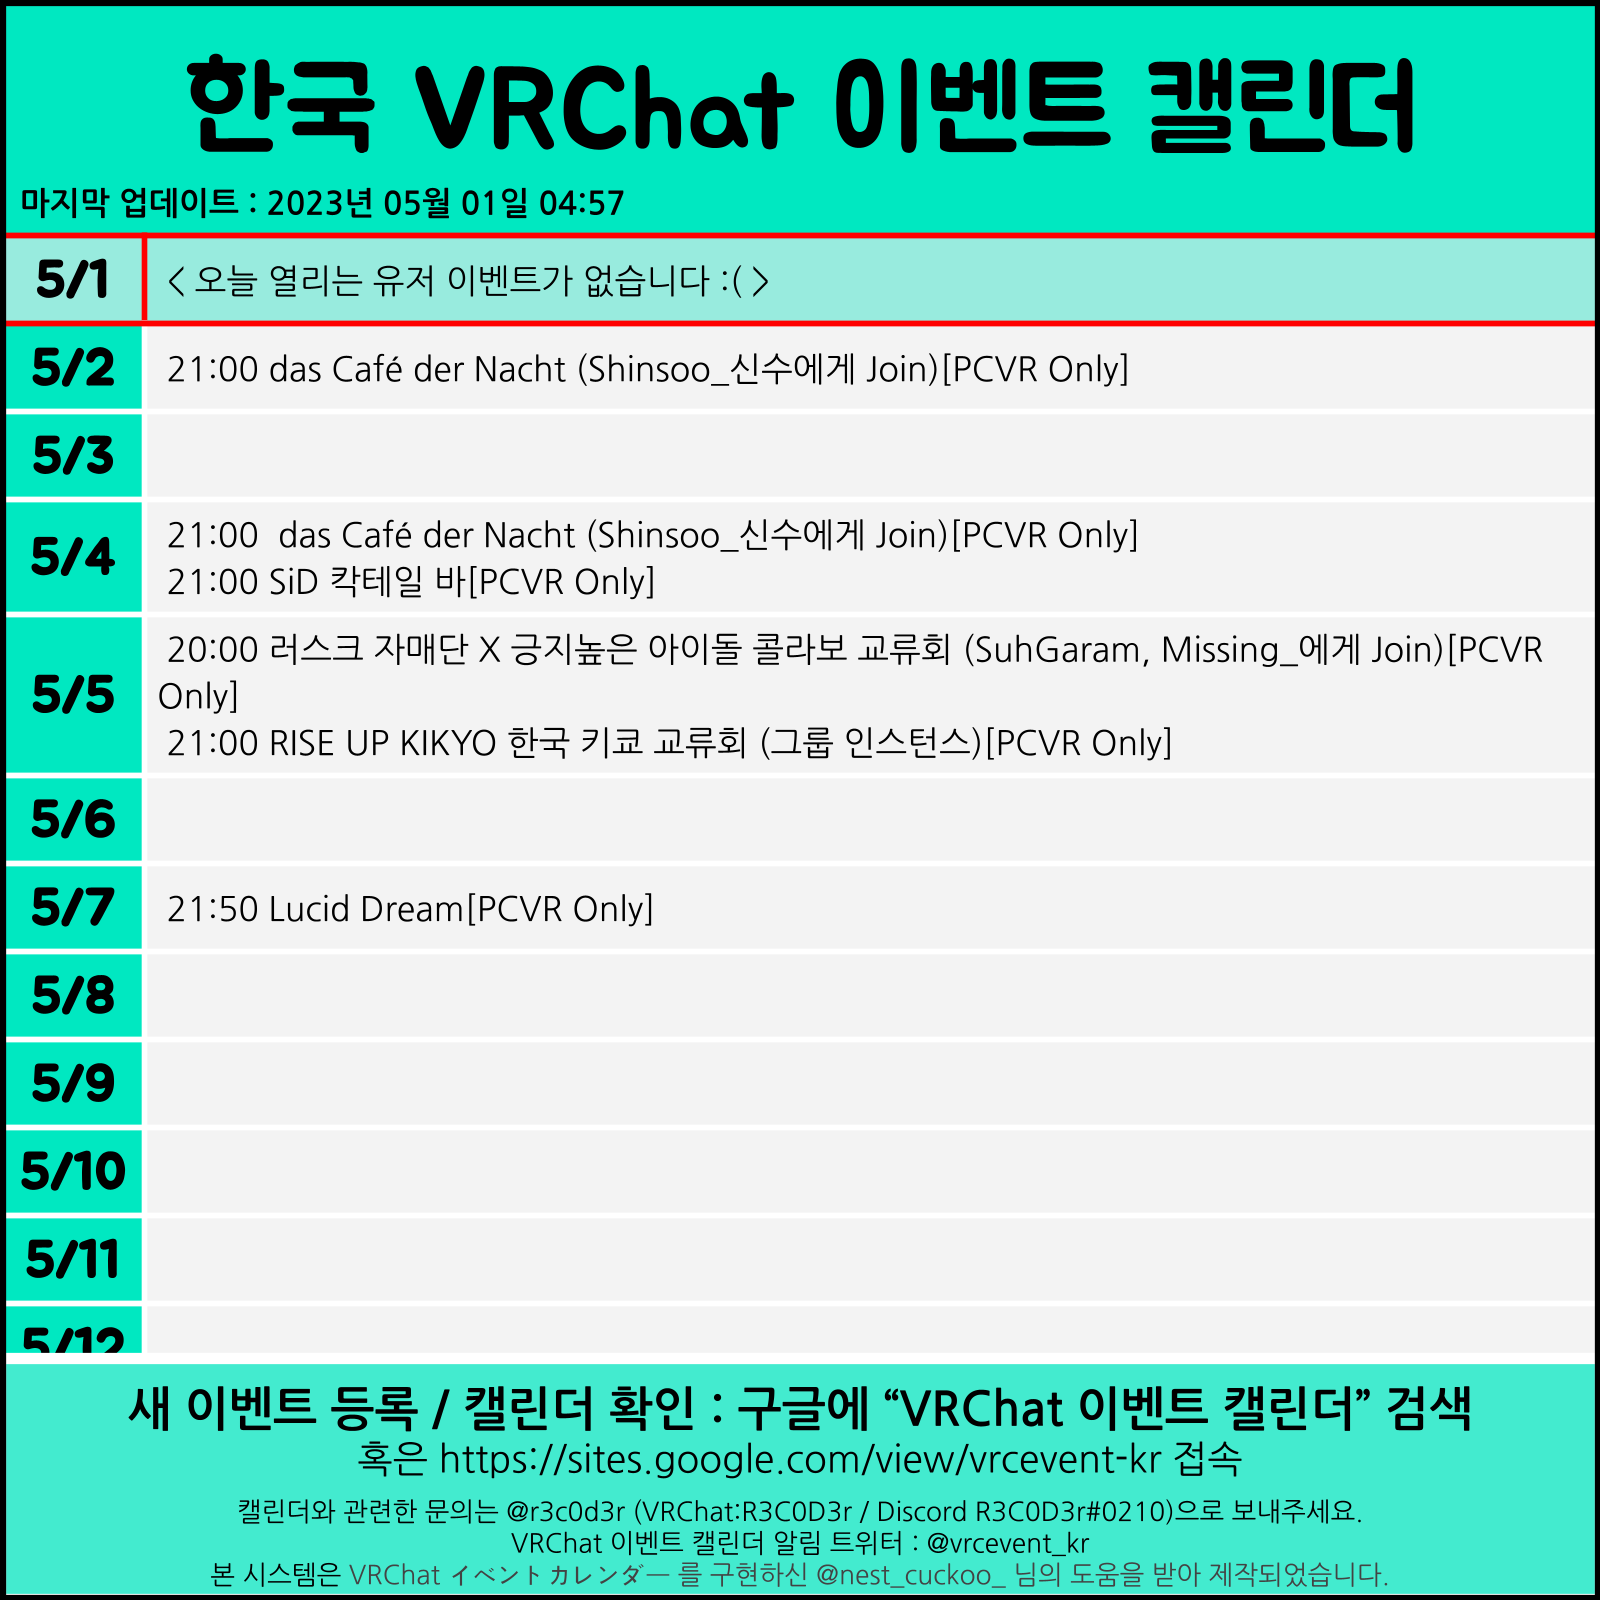 한국 VRChat 이벤트 캘린더
마지막 업데이트 : 2023년 05월 01일 04:57
5/1
< 오늘 열리는 유저 이벤트가 없습니다 :( >
5/2
21:00 das Café der Nacht (Shinsoo_신수에게 Join)[PCVR Only]
5/3
5/4
21:00  das Café der Nacht (Shinsoo_신수에게 Join)[PCVR Only]
21:00 SiD 칵테일 바[PCVR Only]
5/5
20:00 러스크 자매단 X 긍지높은 아이돌 콜라보 교류회 (SuhGaram, Missing_에게 Join)[PCVR
Only]
21:00 RISE UP KIKYO 한국 키쿄 교류회 (그룹 인스턴스)[PCVR Only]
5/6
5/7
21:50 Lucid Dream[PCVR Only]
5/8
5/9
5/10
5/11
5/12
새 이벤트 등록 / 캘린더 확인 : 구글에 “VRChat 이벤트 캘린더” 검색
혹은 https://sites.google.com/view/vrcevent-kr 접속
캘린더와 관련한 문의는 @r3c0d3r (VRChat:R3C0D3r / Discord R3C0D3r#0210)으로 보내주세요.
VRChat 이벤트 캘린더 알림 트위터 : @vrcevent_kr
본 시스템은 VRChat イベントカレンダー 를 구현하신 @nest_cuckoo_ 님의 도움을 받아 제작되었습니다.